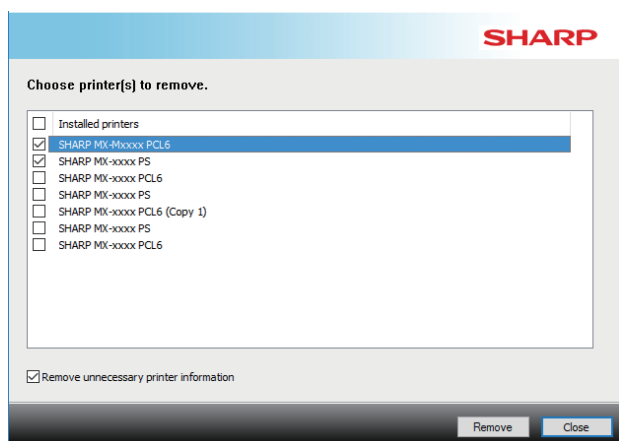 SHARP
Choose printer(s) to remove.
Installed printers
SHARP MX-Mxxxx PCL6
SHARP MX-xxxx PS
SHARP MX-xxxx PCL6
SHARP MX-xxxx PS
SHARP MX-xxxx PCL6 (Copy 1)
SHARP MX-xxxx PS
SHARP MX-xxxx PCL6
Remove unnecessary printer information
Remove Close